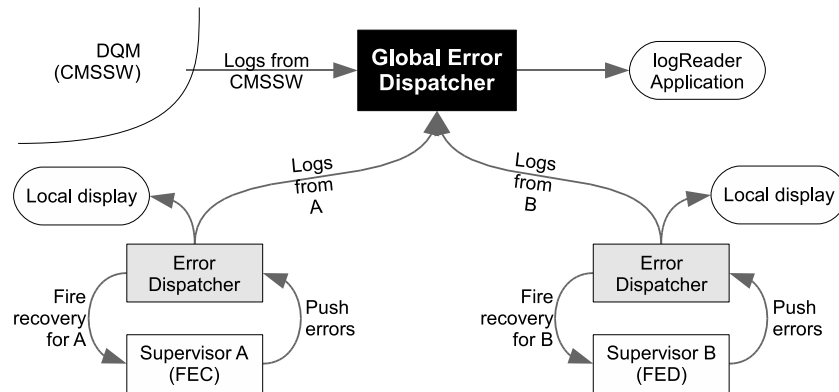 DQM
(CMSSW)
Logs from
CMSSW
Global Error
Dispatcher
logReader
Application
Logs
from
A
Logs
from
B
Local display
Local display
Error
Dispatcher
Error
Dispatcher
Fire
recovery
for A
Push
errors
Fire
recovery
for B
Push
errors
Supervisor A
(FEC)
Supervisor B
(FED)